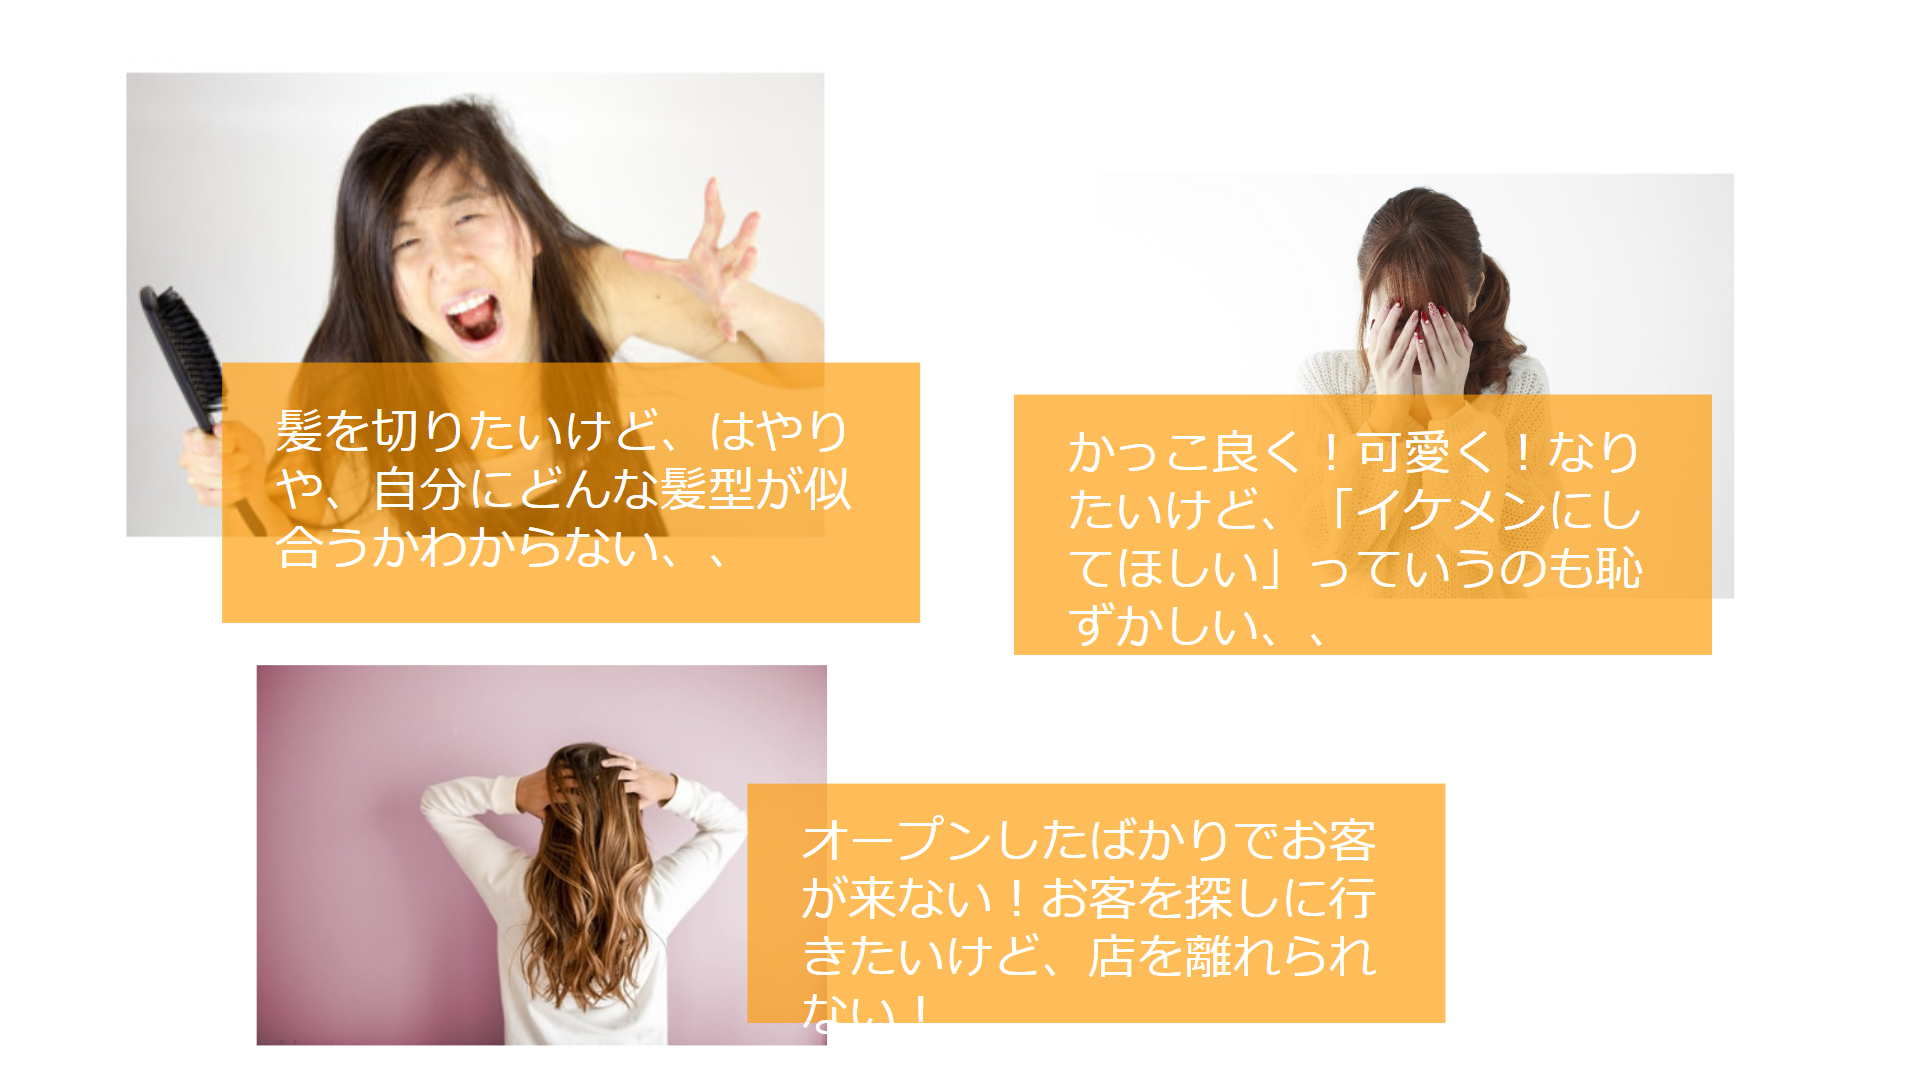 髪を切りたいけど、はやり
や、自分にどんな髪型が似
合うかわからない、、
かっこ良く！可愛く！なり
たいけど、「イケメンにし
てほしい」っていうのも恥
ずかしい、、
オープンしたばかりでお客
が来ない！お客を探しに行
きたいけど、店を離れられ
ない！